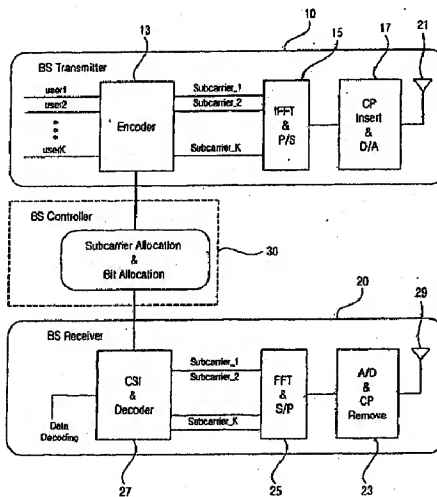 10
13
15
17
21
BS Transmitter
user1
user2
userK
Encoder
Subcarrier_1
Subcarrier_2
Subcarrier_K
IFFT
&
P/S
CP
Insert
&
D/A
BS Controller
Subcarrier Allocation
&
Bit Allocation
30
20
29
BS Receiver
CSI
&
Decoder
Subcarrier_1
Subcarrier_2
Subcarrier_K
FFT
&
S/P
A/D
&
CP
Remove
Data
Decoding
27
25
23